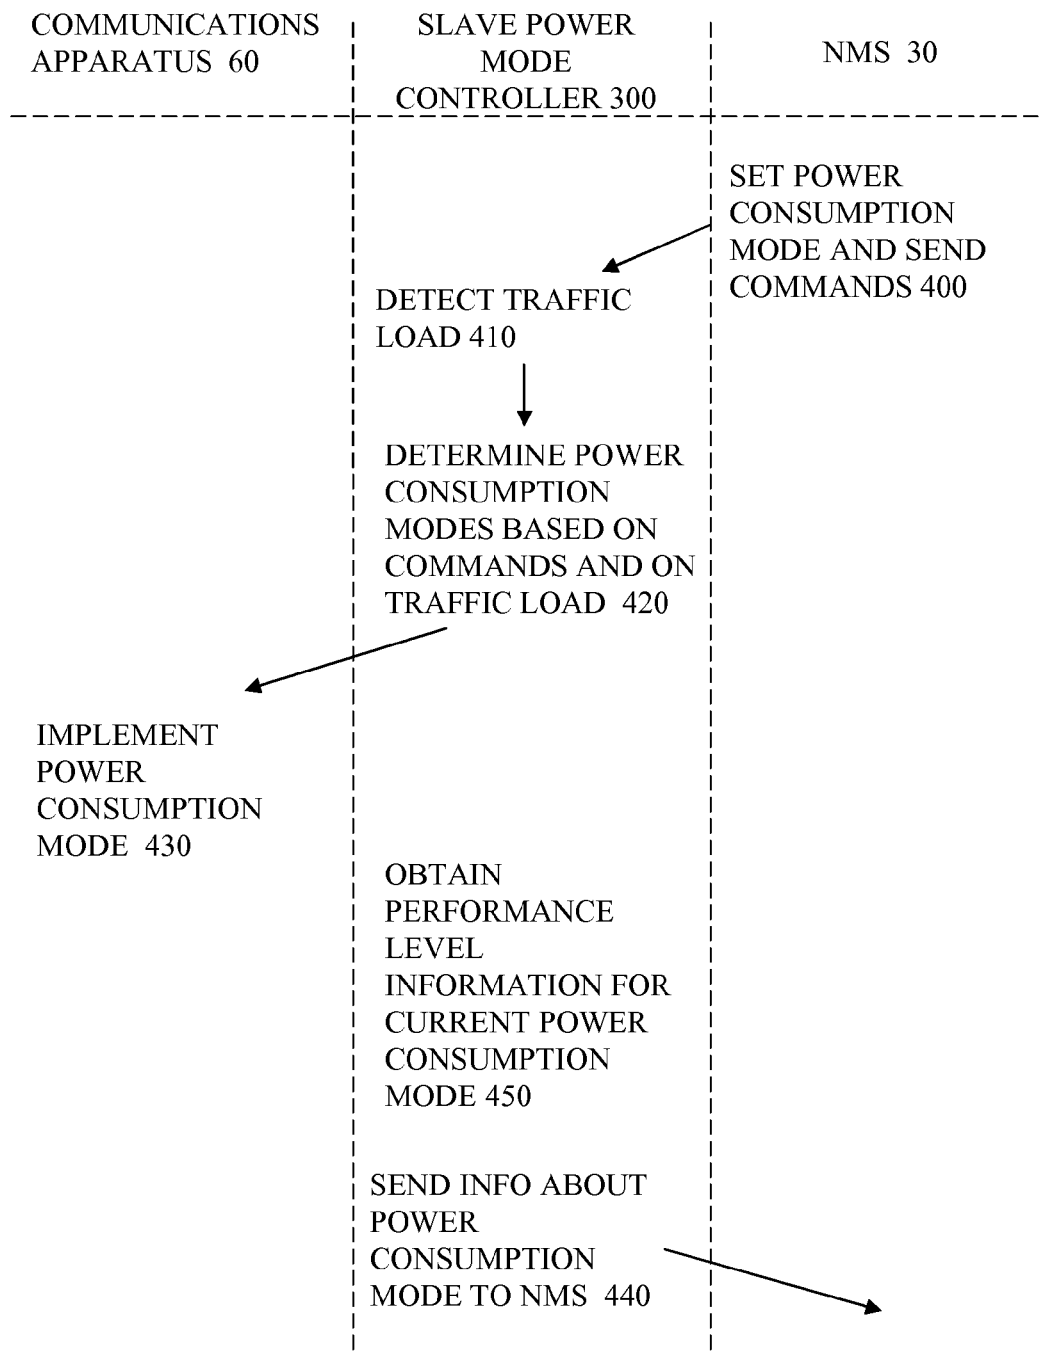 COMMUNICATIONS
APPARATUS 60
SLAVE POWER
MODE
CONTROLLER 300
NMS 30
SET POWER
CONSUMPTION
MODE AND SEND
COMMANDS 400
DETECT TRAFFIC
LOAD 410
DETERMINE POWER
CONSUMPTION
MODES BASED ON
COMMANDS AND ON
TRAFFIC LOAD 420
IMPLEMENT
POWER
CONSUMPTION
MODE 430
OBTAIN
PERFORMANCE
LEVEL
INFORMATION FOR
CURRENT POWER
CONSUMPTION
MODE 450
SEND INFO ABOUT
POWER
CONSUMPTION
MODE TO NMS 440